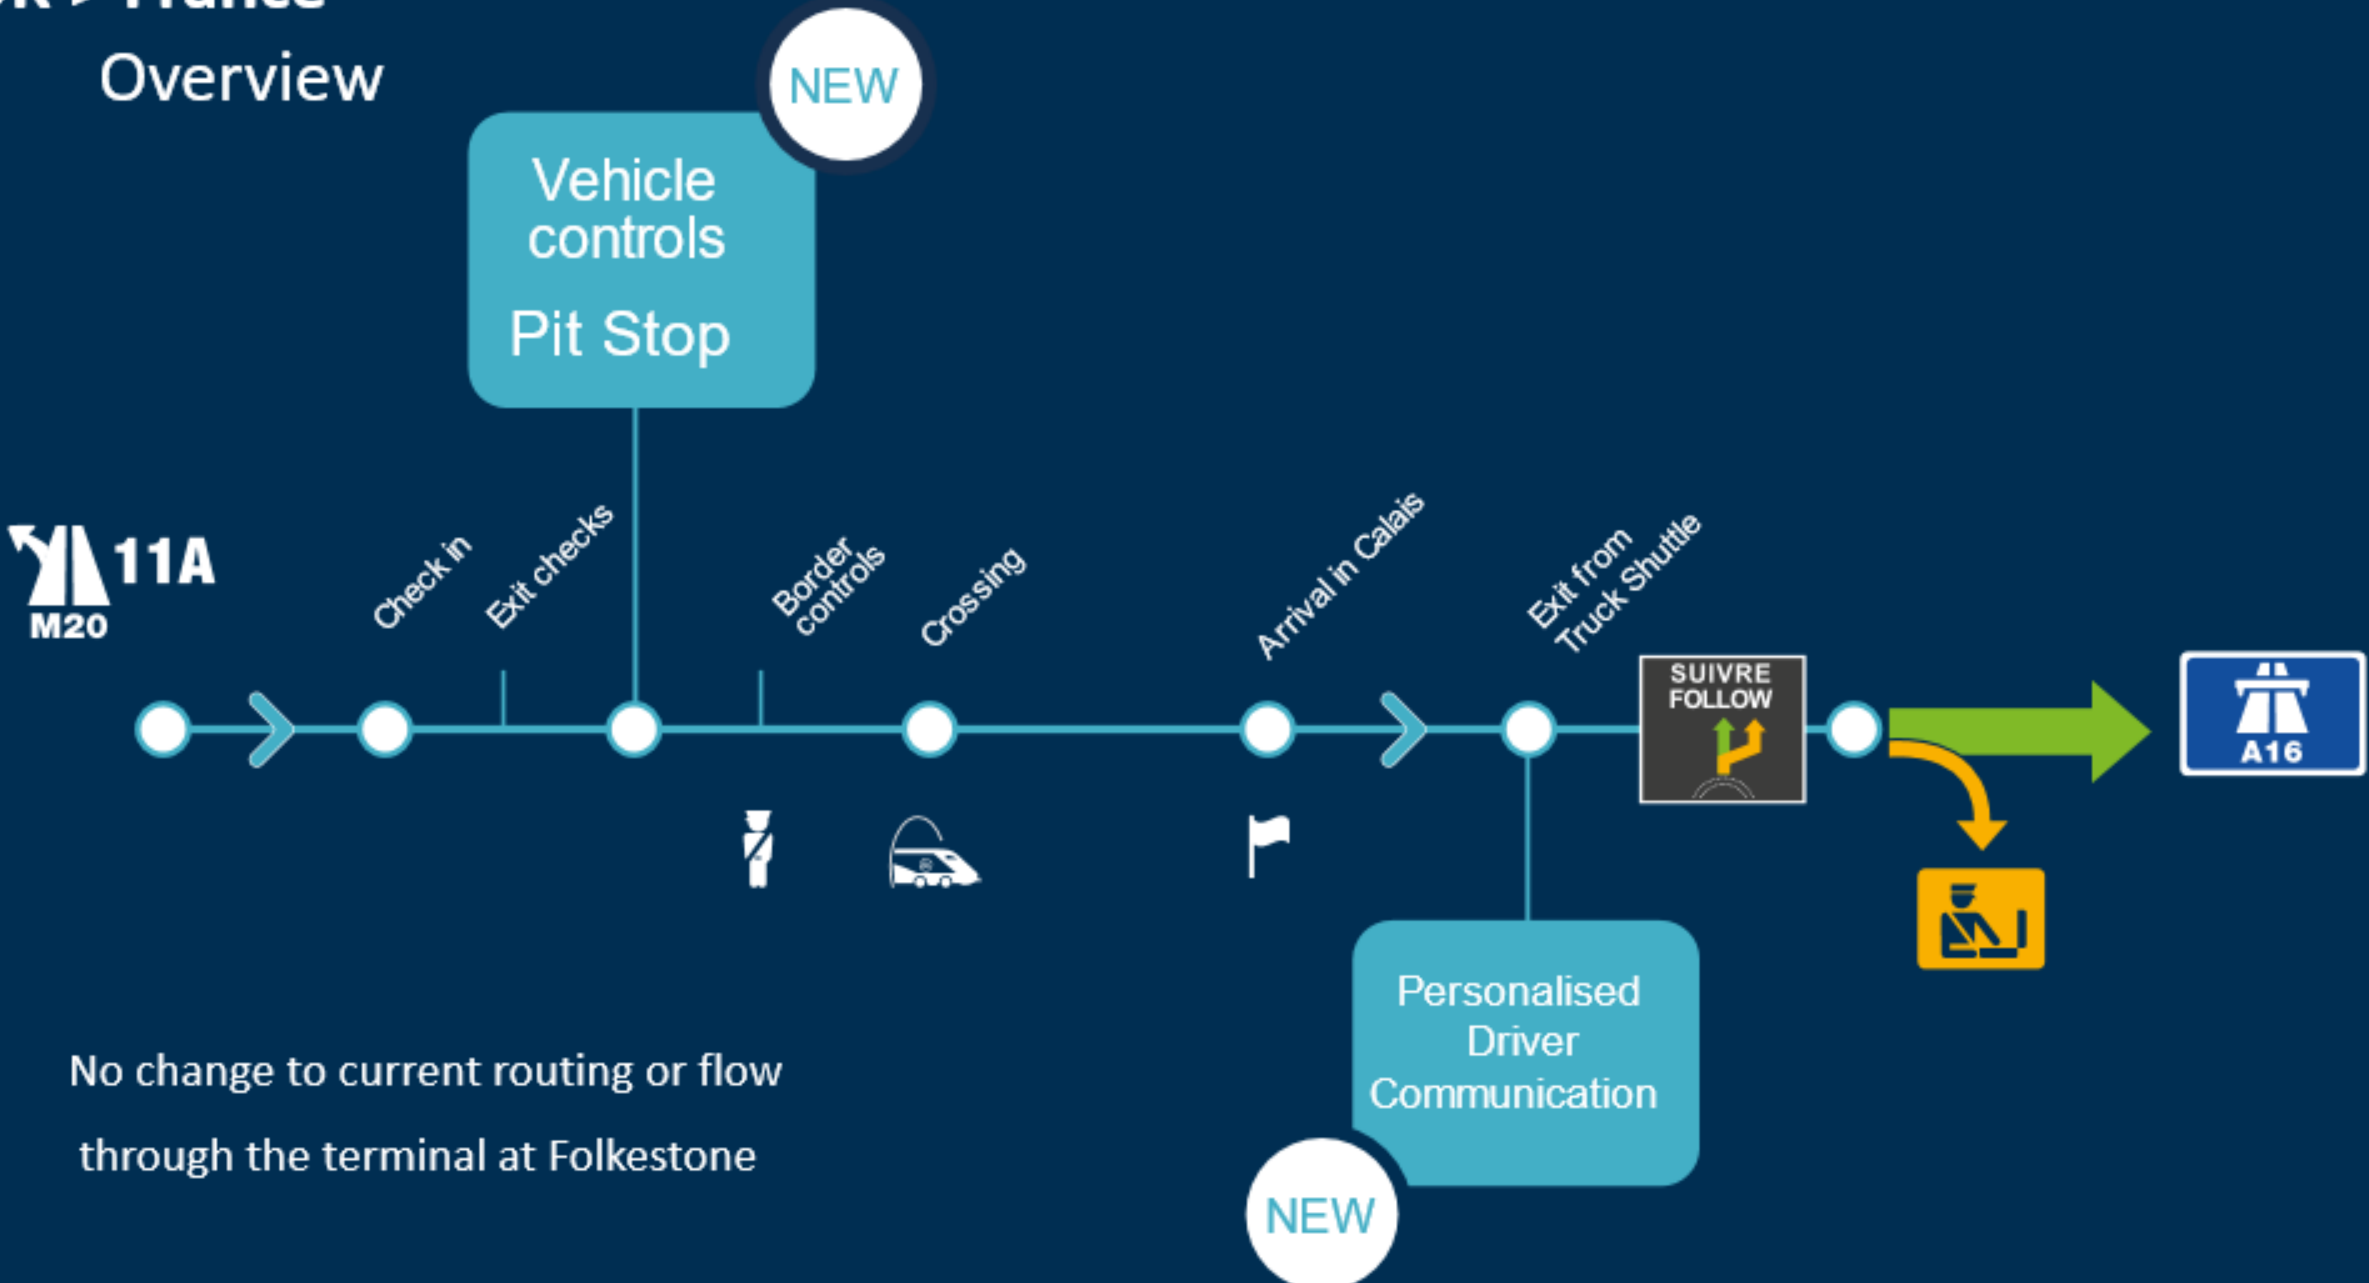 > France
Overview
NEW
Vehicle
controls
Pit Stop
11A
M20
Check in
Exit checks
Border
controls
Crossing
Arrival in Calais
Exit from
Truck Shuttle
SUIVRE
FOLLOW
A16
Personalised
Driver
Communication
NEW
No change to current routing or flow
through the terminal at Folkestone